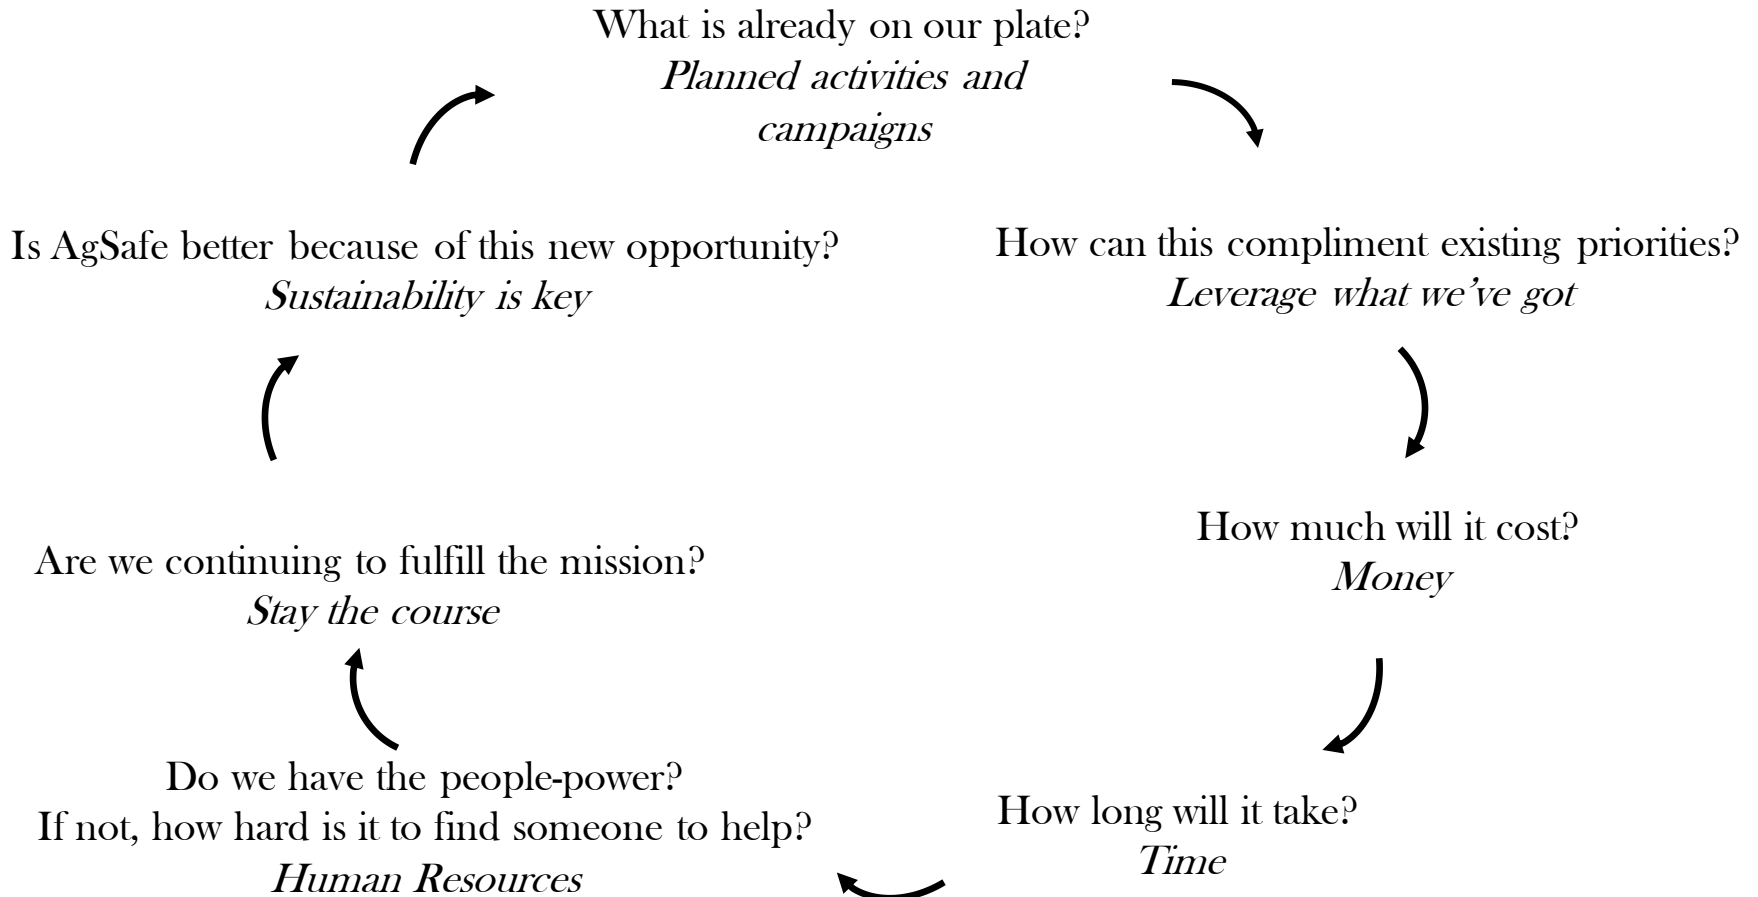 What is already on our plate?
Planned activities and
campaigns
How can this compliment existing priorities?
Leverage what we've got
How much will it cost?
Money
How long will it take?
Time
Do we have the people-power?
If not, how hard is it to find someone to help?
Human Resources
Are we continuing to fulfill the mission?
Stay the course
Is AgSafe better because of this new opportunity?
Sustainability is key